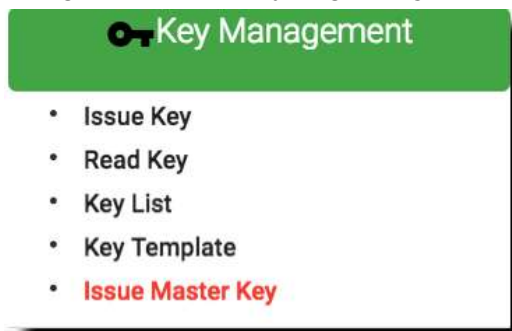 Key Management
Issue Key
Read Key
Key List
Key Template
Issue Master Key